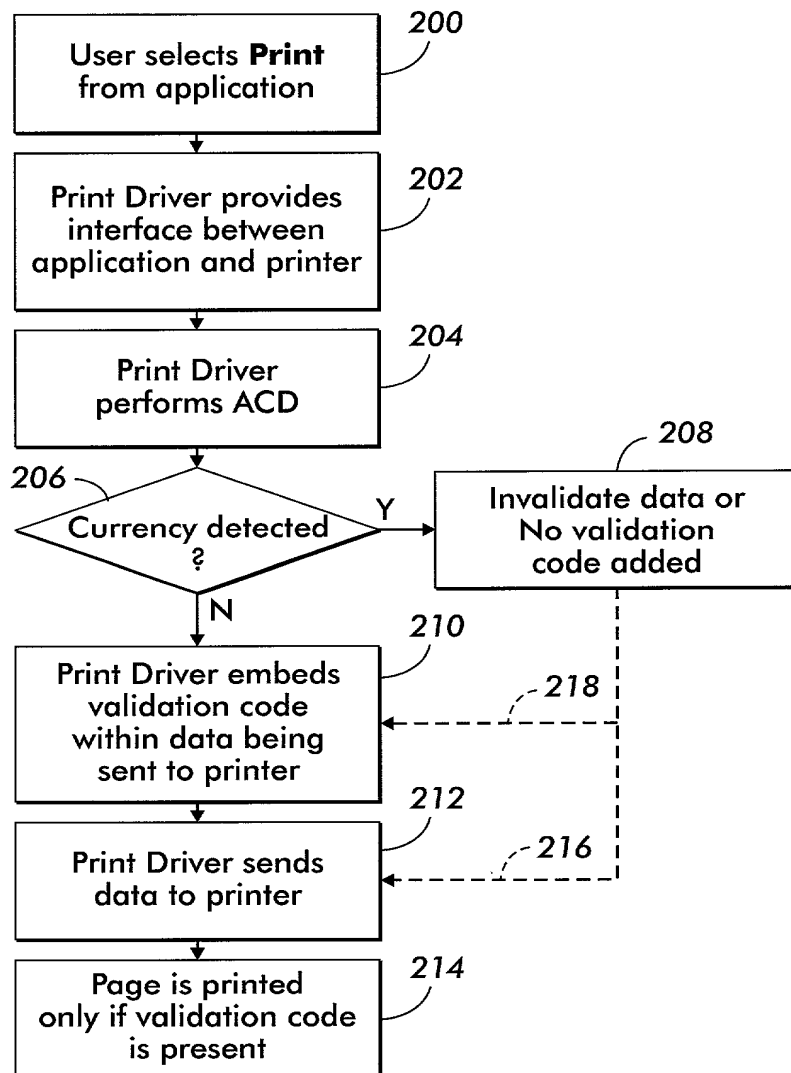 200
User selects Print
from application
202
Print Driver provides
interface between
application and printer
204
Print Driver
performs ACD
206
Currency detected
?
Y
N
208
Invalidate data or
No validation
code added
210
Print Driver embeds
validation code
within data being
sent to printer
218
212
Print Driver sends
data to printer
216
214
Page is printed
only if validation code
is present